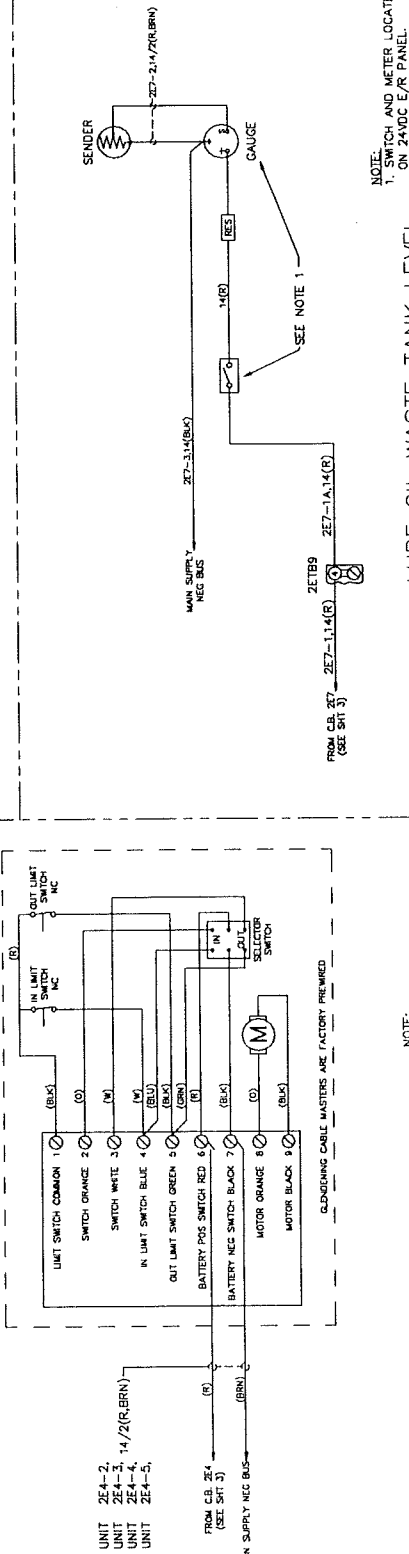 UNIT 2E4-2,
UNIT 2E4-3,
UNIT 2E4-4,
UNIT 2E4-5,
14/2(R,BRN)
FROM C.B. 2E4
(SEE SHT 3)
(R)
(BRN)
N SUPPLY NEG BUS
LIMIT SWITCH COMMON 1
SWITCH ORANGE 2
SWITCH WHITE 3
IN LIMIT SWITCH BLUE 4
OUT LIMIT SWITCH GREEN 5
BATTERY POS SWITCH RED 6
BATTERY NEG SWITCH BLACK 7
MOTOR ORANGE 8
MOTOR BLACK 9
(BLK)
(O)
(W)
(W)
(BLU)
(BLK)
(GRN)
(R)
(BLK)
(O)
(BLK)
(R)
IN LIMIT
SWITCH
NC
OUT LIMIT
SWITCH
NC
IN
OUT
SELECTOR
SWITCH
M
GLENDENING CABLE MASTERS ARE FACTORY PREWIRED
NOTE:
SENDER
2E7-2,14/2(R,BRN)
GAUGE
RES
14(R)
SEE NOTE 1
2E7-3,14(BLK)
MAIN SUPPLY
NEG BUS
2E7-1A,14(R)
2ETB9
2E7-1,14(R)
FROM C.B. 2E7
(SEE SHT 3)
NOTE:
1. SWITCH AND METER LOCATE
ON 24VDC E/R PANEL.
OIL WASTE TANK LEVEL